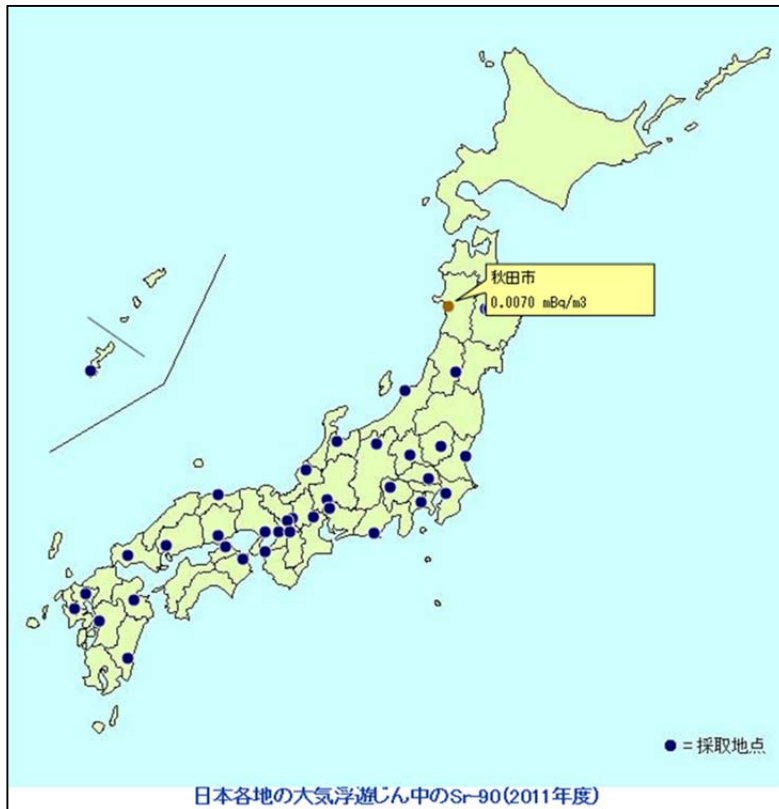 秋田市
0.0070 mBq/m3
● = 採取地点
日本各地の大気浮遊じん中のSr-90(2011年度)